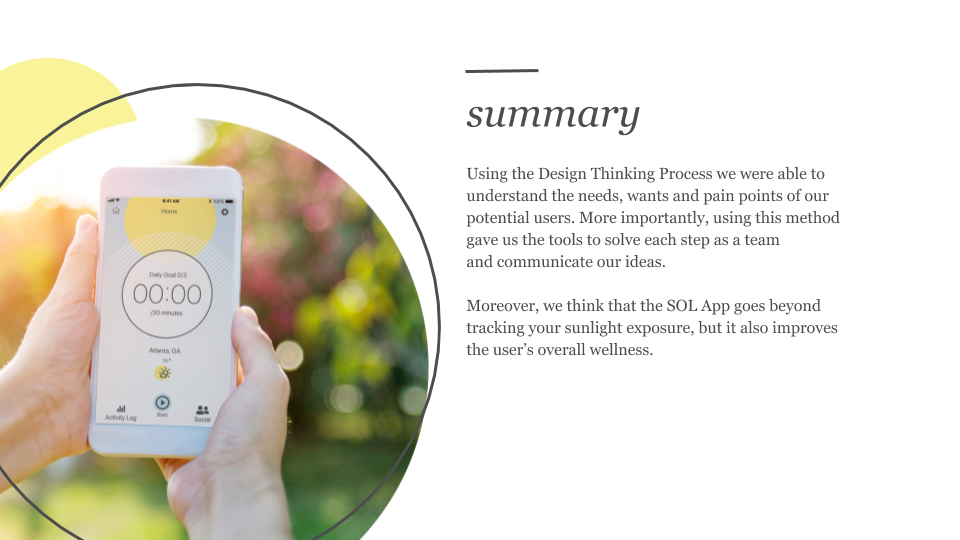 summary
Using the Design Thinking Process we were able to
understand the needs, wants and pain points of our
potential users. More importantly, using this method
gave us the tools to solve each step as a team
and communicate our ideas.
Moreover, we think that the SOL App goes beyond
tracking your sunlight exposure, but it also improves
the user’s overall wellness.
9:41 AM 100%
Home
Daily Goal 0/3
00:00
/30 minutes
Atlanta, GA
Activity Log Start Social